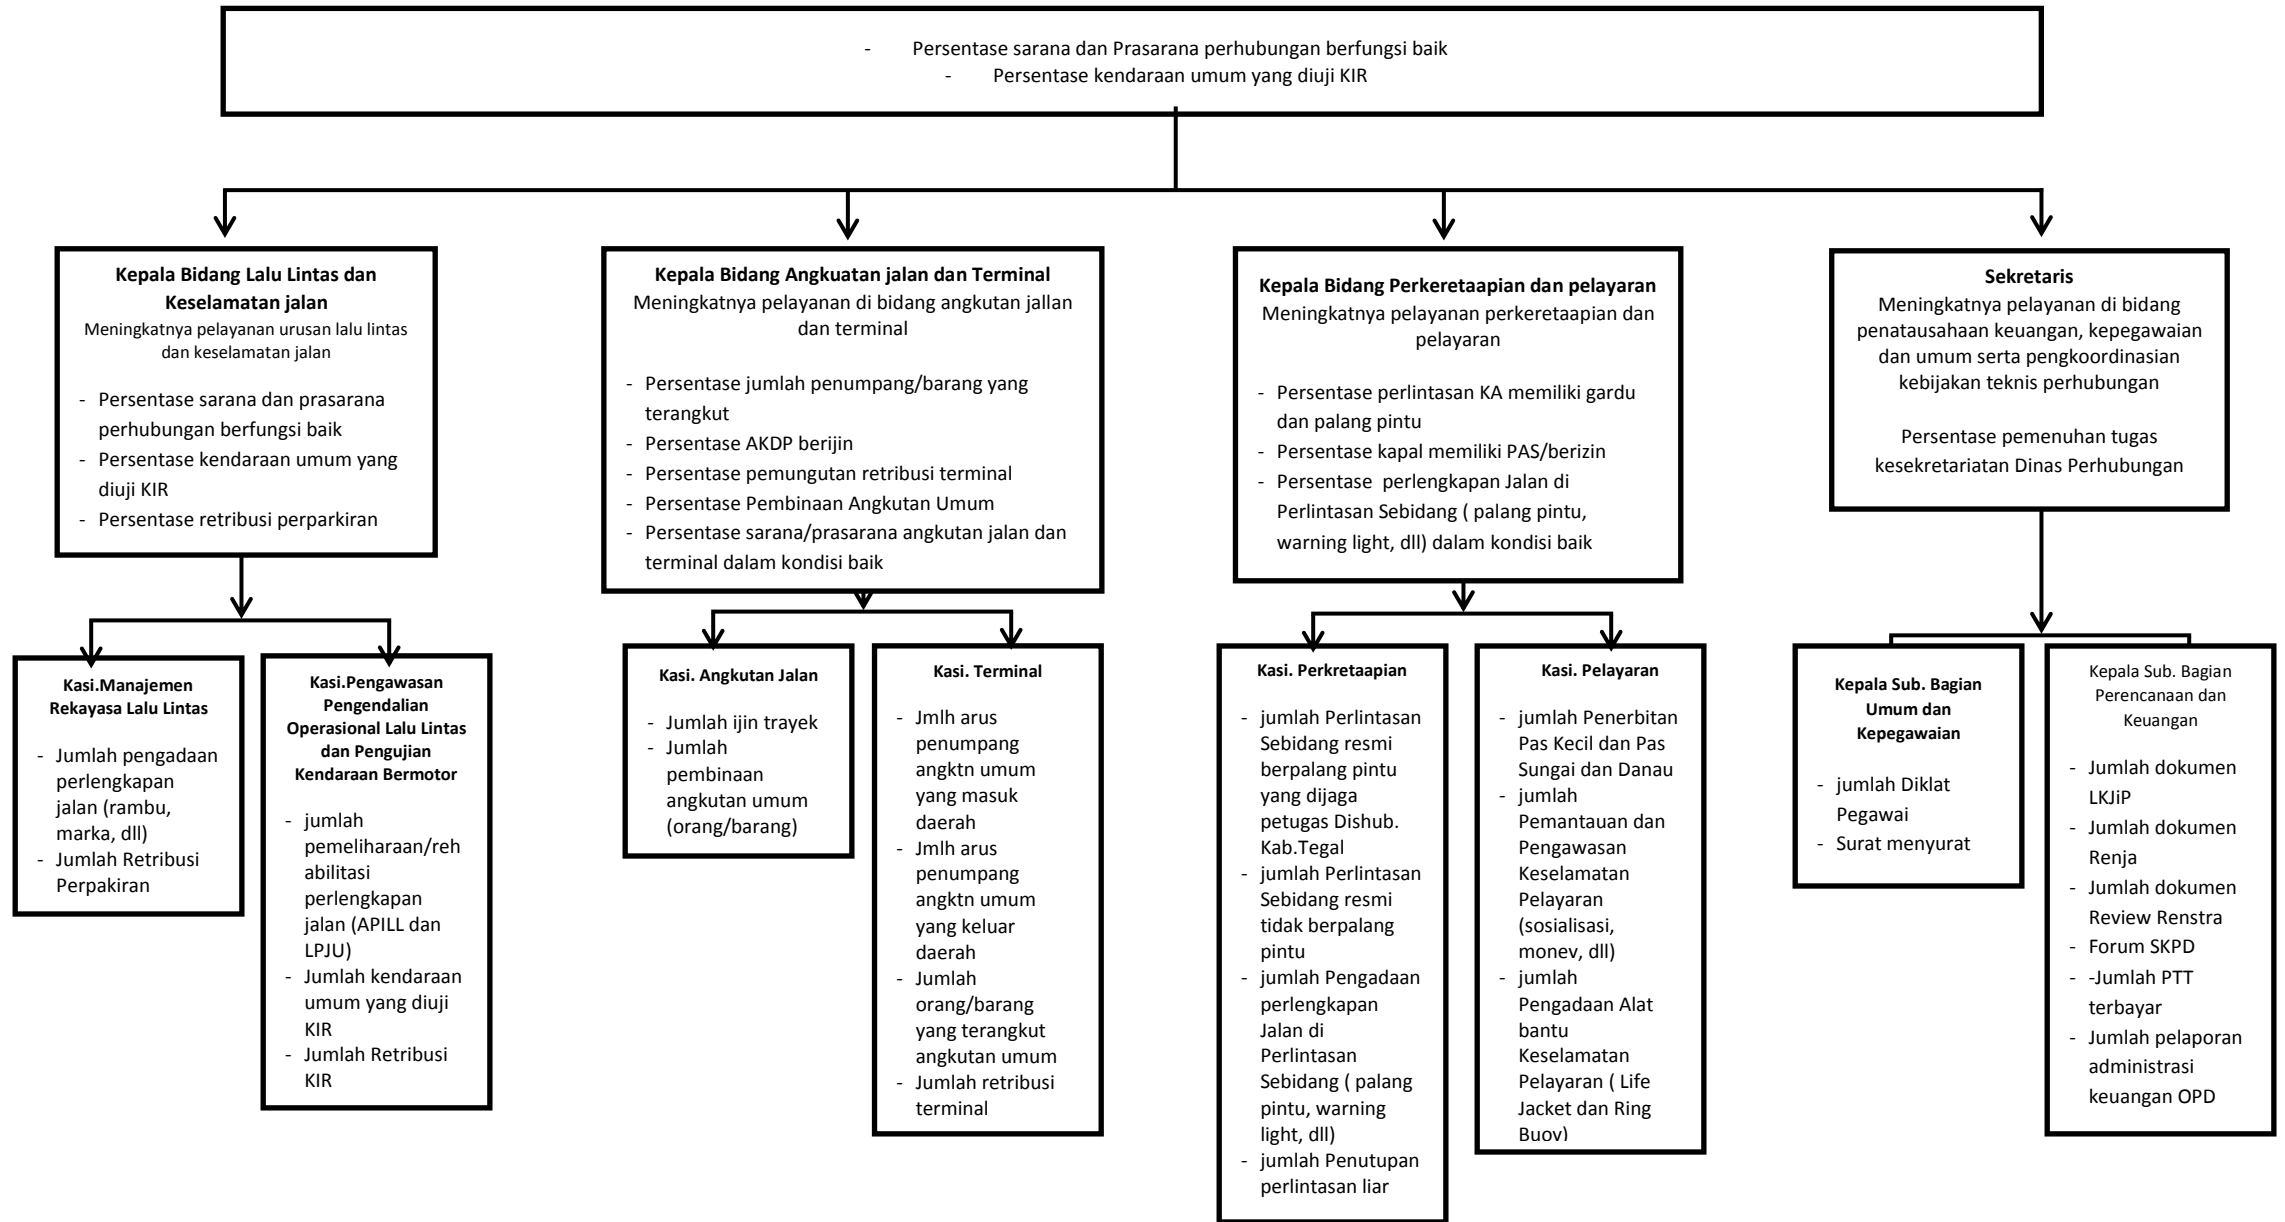 - Persentase sarana dan Prasarana perhubungan berfungsi baik
- Persentase kendaraan umum yang diuji KIR
Kepala Bidang Lalu Lintas dan
Keselamatan jalan
Meningkatnya pelayanan urusan lalu lintas
dan keselamatan jalan
- Persentase sarana dan prasarana
perhubungan berfungsi baik
- Persentase kendaraan umum yang
diuji KIR
- Persentase retribusi perparkiran
Kepala Bidang Angkuatan jalan dan Terminal
Meningkatnya pelayanan di bidang angkutan jallan
dan terminal
- Persentase jumlah penumpang/barang yang
terangkut
- Persentase AKDP berijin
- Persentase pemungutan retribusi terminal
- Persentase Pembinaan Angkutan Umum
- Persentase sarana/prasarana angkutan jalan dan
terminal dalam kondisi baik
Kepala Bidang Perkeretaapian dan pelayaran
Meningkatnya pelayanan perkeretaapian dan
pelayaran
- Persentase perlintasan KA memiliki gardu
dan palang pintu
- Persentase kapal memiliki PAS/berizin
- Persentase perlengkapan Jalan di
Perlintasan Sebidang ( palang pintu,
warning light, dll) dalam kondisi baik
Sekretaris
Meningkatnya pelayanan di bidang
penatausahaan keuangan, kepegawaian
dan umum serta pengkoordinasian
kebijakan teknis perhubungan
Persentase pemenuhan tugas
kesekretariatan Dinas Perhubungan
Kasi.Manajemen
Rekayasa Lalu Lintas
- Jumlah pengadaan
perlengkapan
jalan (rambu,
marka, dll)
- Jumlah Retribusi
Perpakiran
Kasi.Pengawasan
Pengendalian
Operasional Lalu Lintas
dan Pengujian
Kendaraan Bermotor
- jumlah
pemeliharaan/reh
abilitasi
perlengkapan
jalan (APILL dan
LPJU)
- Jumlah kendaraan
umum yang diuji
KIR
- Jumlah Retribusi
KIR
Kasi. Angkutan Jalan
- Jumlah ijin trayek
- Jumlah
pembinaan
angkutan umum
(orang/barang)
Kasi. Terminal
- Jmlh arus
penumpang
angktn umum
yang masuk
daerah
- Jmlh arus
penumpang
angktn umum
yang keluar
daerah
- Jumlah
orang/barang
yang terangkut
angkutan umum
- Jumlah retribusi
terminal
Kasi. Perkretaapian
- jumlah Perlintasan
Sebidang resmi
berpalang pintu
yang dijaga
petugas Dishub.
Kab.Tegal
- jumlah Perlintasan
Sebidang resmi
tidak berpalang
pintu
- jumlah Pengadaan
perlengkapan
Jalan di
Perlintasan
Sebidang ( palang
pintu, warning
light, dll)
- jumlah Penutupan
perlintasan liar
Kasi. Pelayaran
- jumlah Penerbitan
Pas Kecil dan Pas
Sungai dan Danau
- jumlah
Pemantauan dan
Pengawasan
Keselamatan
Pelayaran
(sosialisasi,
monev, dll)
- jumlah
Pengadaan Alat
bantu
Keselamatan
Pelayaran ( Life
Jacket dan Ring
Buoy)
Kepala Sub. Bagian
Umum dan
Kepegawaian
- jumlah Diklat
Pegawai
- Surat menyurat
Kepala Sub. Bagian
Perencanaan dan
Keuangan
- Jumlah dokumen
LKJiP
- Jumlah dokumen
Renja
- Jumlah dokumen
Review Renstra
- Forum SKPD
- -Jumlah PTT
terbayar
- Jumlah pelaporan
administrasi
keuangan OPD